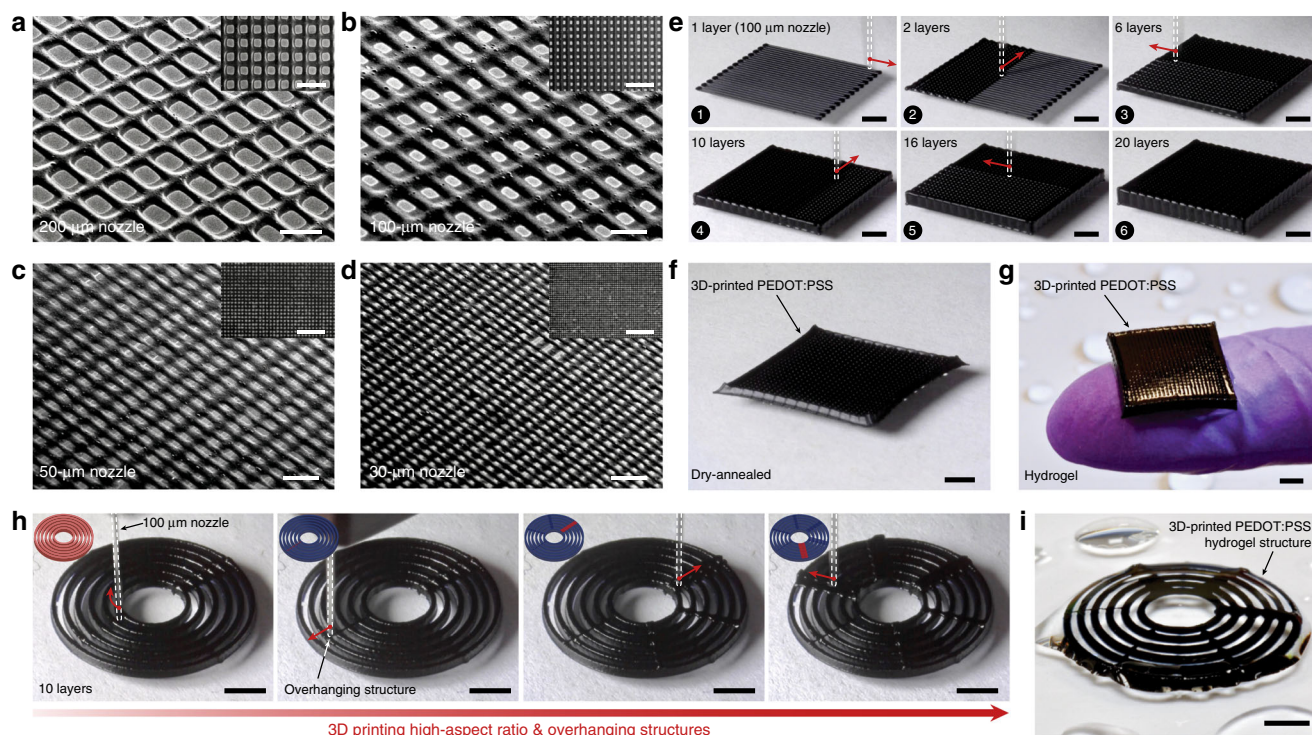 a
200-µm nozzle
b
100-µm nozzle
c
50-µm nozzle
d
30-µm nozzle
e
1 layer (100 µm nozzle)
1
2 layers
2
6 layers
3
10 layers
4
16 layers
5
20 layers
6
f
3D-printed PEDOT:PSS
Dry-annealed
g
3D-printed PEDOT:PSS
Hydrogel
h
100 µm nozzle
10 layers
Overhanging structure
3D printing high-aspect ratio & overhanging structures
i
3D-printed PEDOT:PSS
hydrogel structure